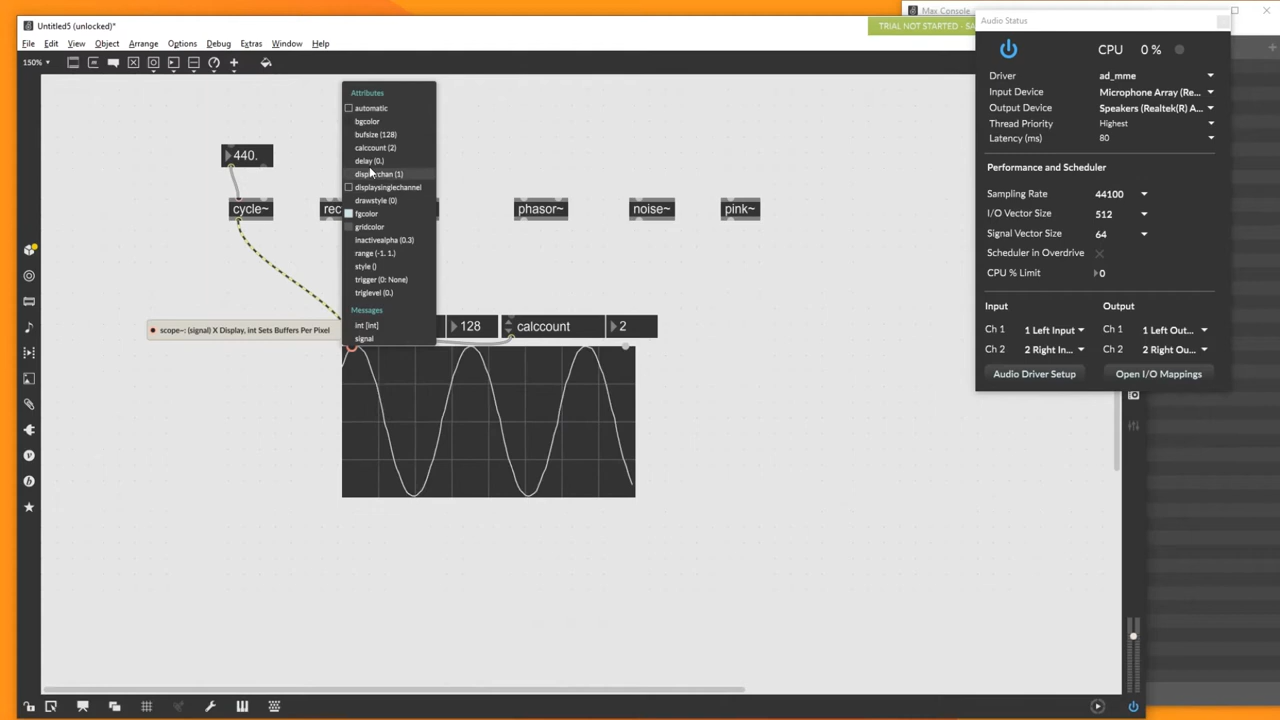 Max Console
Untitled5 (unlocked)*
TRIAL NOT STARTED - SA
Audio Status
File Edit View Object Arrange Options Debug Extras Window Help
150%
CPU 0 %
Driver ad_mme
Input Device Microphone Array (Re...
Output Device Speakers (Realtek(R) A...
Thread Priority Highest
Latency (ms) 80
Performance and Scheduler
Sampling Rate 44100
I/O Vector Size 512
Signal Vector Size 64
Scheduler in Overdrive
CPU % Limit 0
Input Output
Ch 1 1 Left Input Ch 1 1 Left Out...
Ch 2 2 Right In... Ch 2 2 Right Ou...
Audio Driver Setup Open I/O Mappings
Attributes
automatic
bgcolor
bufsize (128)
calccount (2)
delay (0.)
displaychan (1)
displaysinglechannel
drawstyle (0)
fgcolor
gridcolor
inactivealpha (0.3)
range (-1. 1.)
style ()
trigger (0: None)
triglevel (0.)
Messages
int [int]
signal
440.
cycle~ rec phasor~ noise~ pink~
scope~: (signal) X Display, int Sets Buffers Per Pixel
128 calccount 2